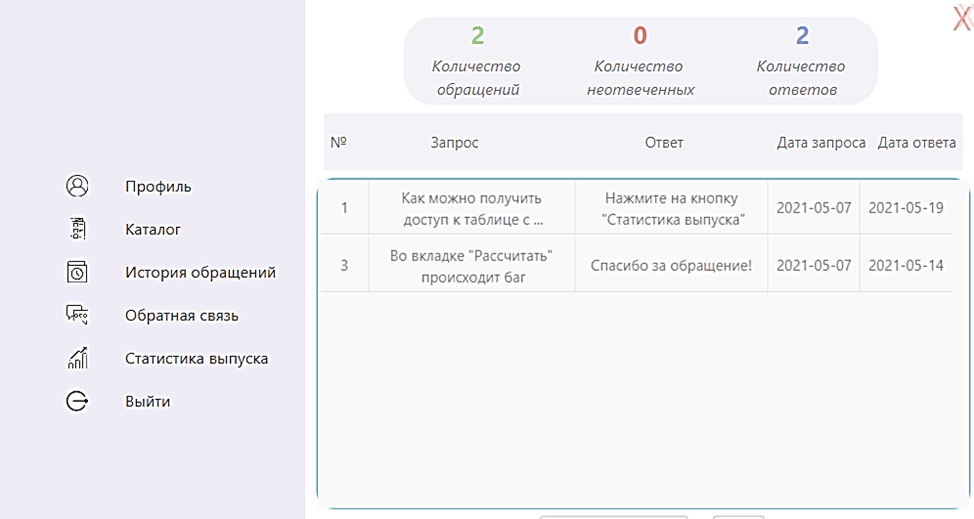 2
0
2
Количество
обращений
Количество
неотвеченных
Количество
ответов
№ Запрос Ответ Дата запроса Дата ответа
1 Как можно получить доступ к таблице с ... Нажмите на кнопку "Статистика выпуска" 2021-05-07 2021-05-19
3 Во вкладке "Рассчитать" происходит баг Спасибо за обращение! 2021-05-07 2021-05-14
Профиль
Каталог
История обращений
Обратная связь
Статистика выпуска
Выйти